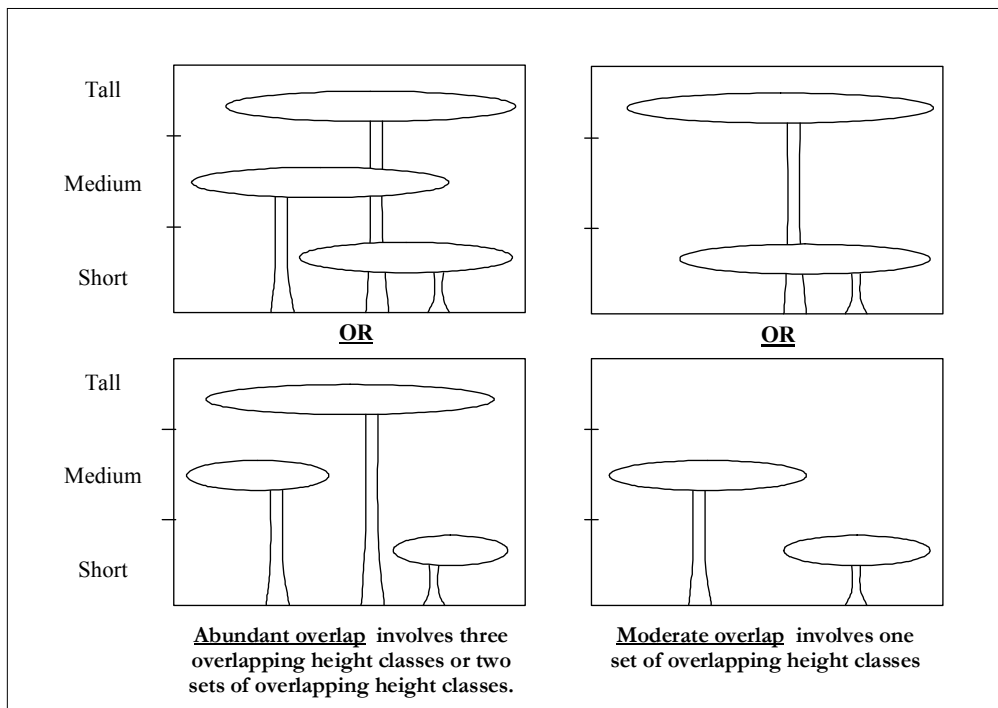 Tall
Medium
Short
OR
OR
Tall
Medium
Short
Abundant overlap involves three
overlapping height classes or two
sets of overlapping height classes.
Moderate overlap involves one
set of overlapping height classes